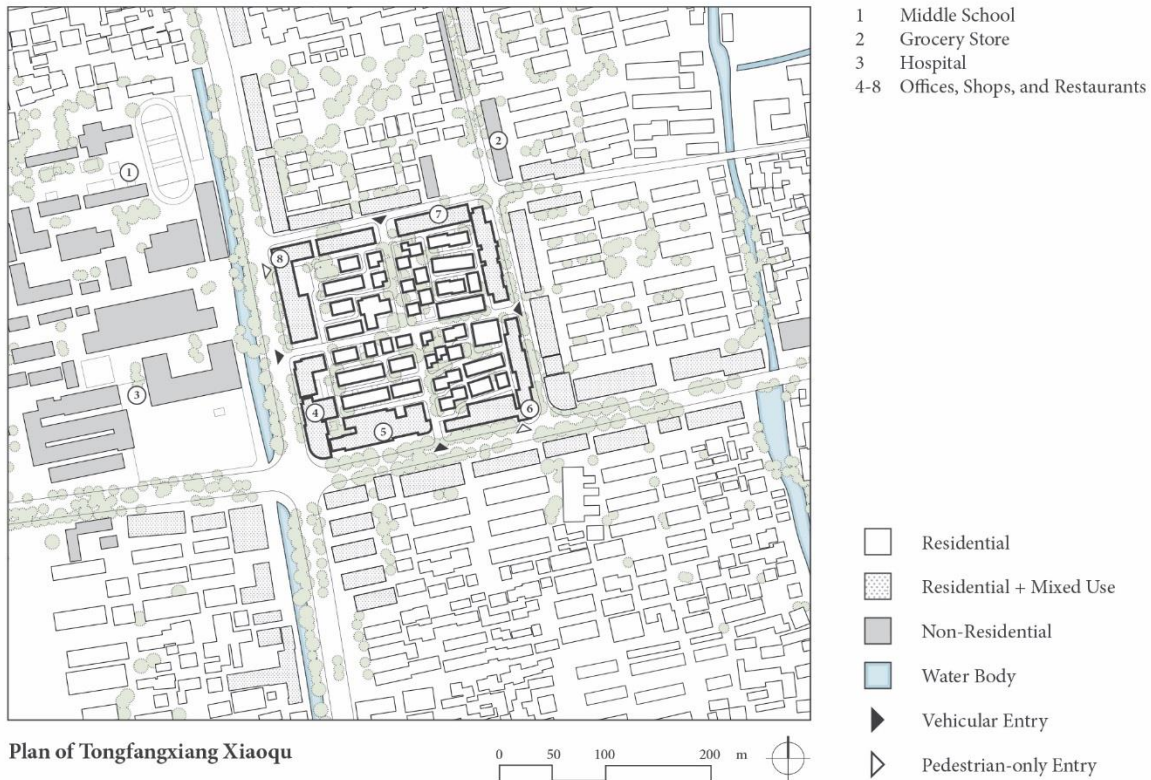 1 Middle School
2 Grocery Store
3 Hospital
4-8 Offices, Shops, and Restaurants
2
1
7
8
3
4
6
5
Residential
Residential + Mixed Use
Non-Residential
Water Body
Vehicular Entry
Pedestrian-only Entry
Plan of Tongfangxiang Xiaoqu
0 50 100 200 m